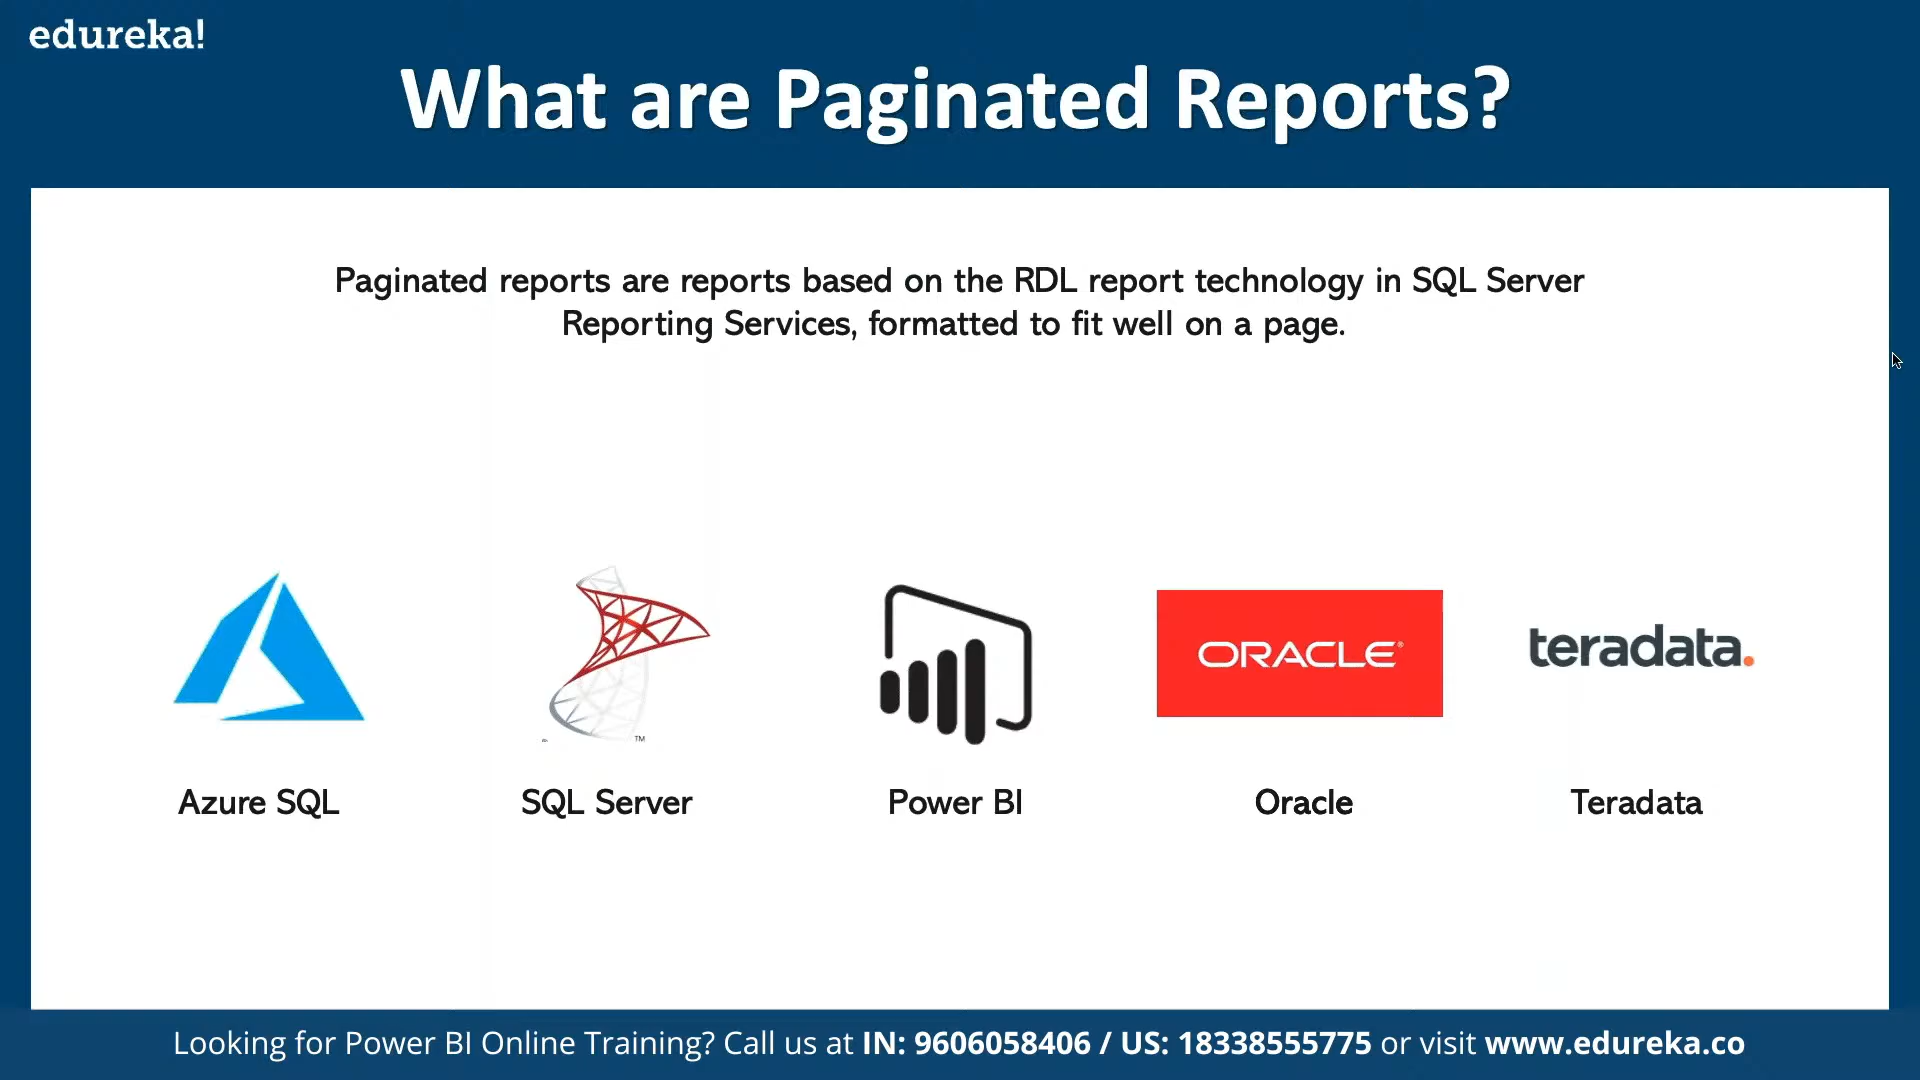 edureka!
What are Paginated Reports?
Paginated reports are reports based on the RDL report technology in SQL Server
Reporting Services, formatted to fit well on a page.
TM
ORACLE®
teradata.
Azure SQL
SQL Server
Power BI
Oracle
Teradata
Looking for Power BI Online Training? Call us at IN: 9606058406 / US: 18338555775 or visit www.edureka.co